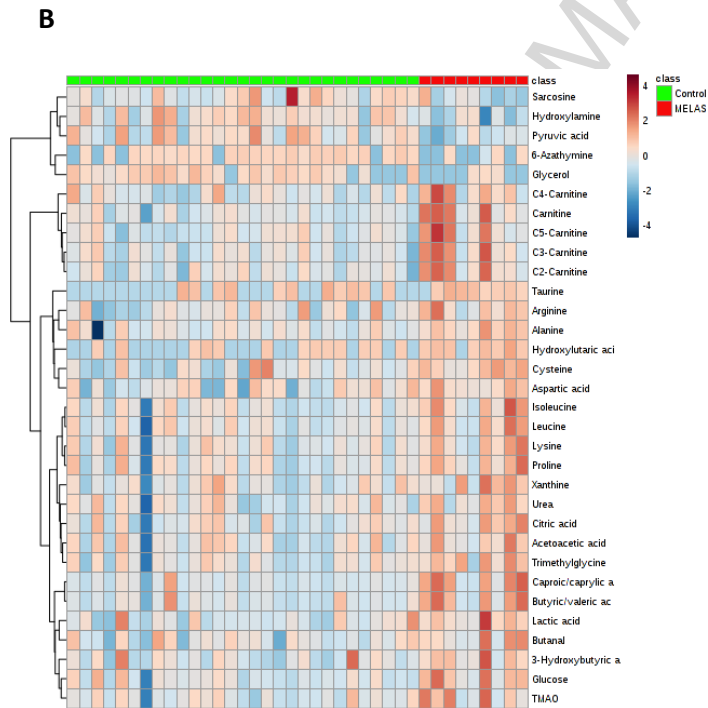 B
MA
class
Sarcosine
Hydroxylamine
Pyruvic acid
6-Azathymine
Glycerol
C4-Carnitine
Carnitine
C5-Carnitine
C3-Carnitine
C2-Carnitine
Taurine
Arginine
Alanine
Hydroxylutaric aci
Cysteine
Aspartic acid
Isoleucine
Leucine
Lysine
Proline
Xanthine
Urea
Citric acid
Acetoacetic acid
Trimethylglycine
Caproic/caprylic a
Butyric/valeric ac
Lactic acid
Butanal
3-Hydroxybutyric a
Glucose
TMAO
4
2
0
-2
-4
class
Control
MELAS